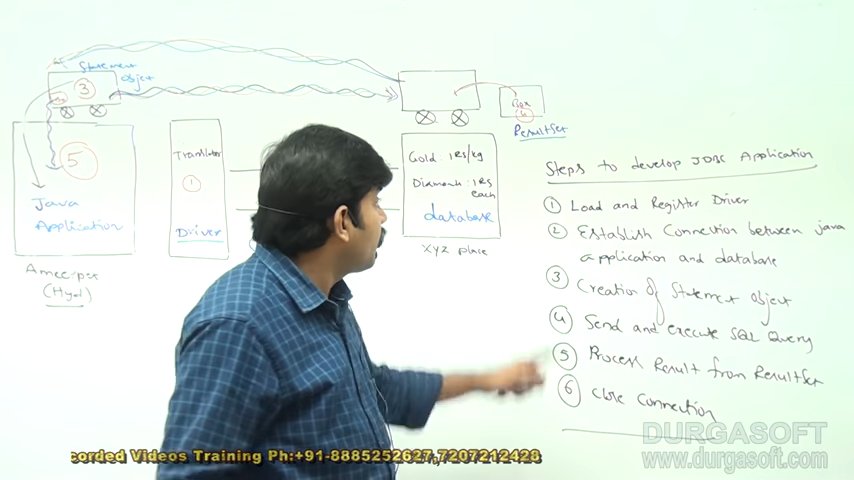 Statement
Object
3
Box
4
ResultSet
5
Java
Application
Ameerpet
(Hyd)
Translator
1
Driver
Gold : 1RS/kg
Diamond : 1RS
each
database
XYZ place
Steps to develop JDBC Application
1 Load and Register Driver
2 Establish Connection between java
application and database
3 Creation of Statement Object
4 Send and execute SQL Query
5 Process Result from ResultSet
6 Close Connection
DURGASOFT
www.durgasoft.com
corded Videos Training Ph:+91-8885252627,7207212428